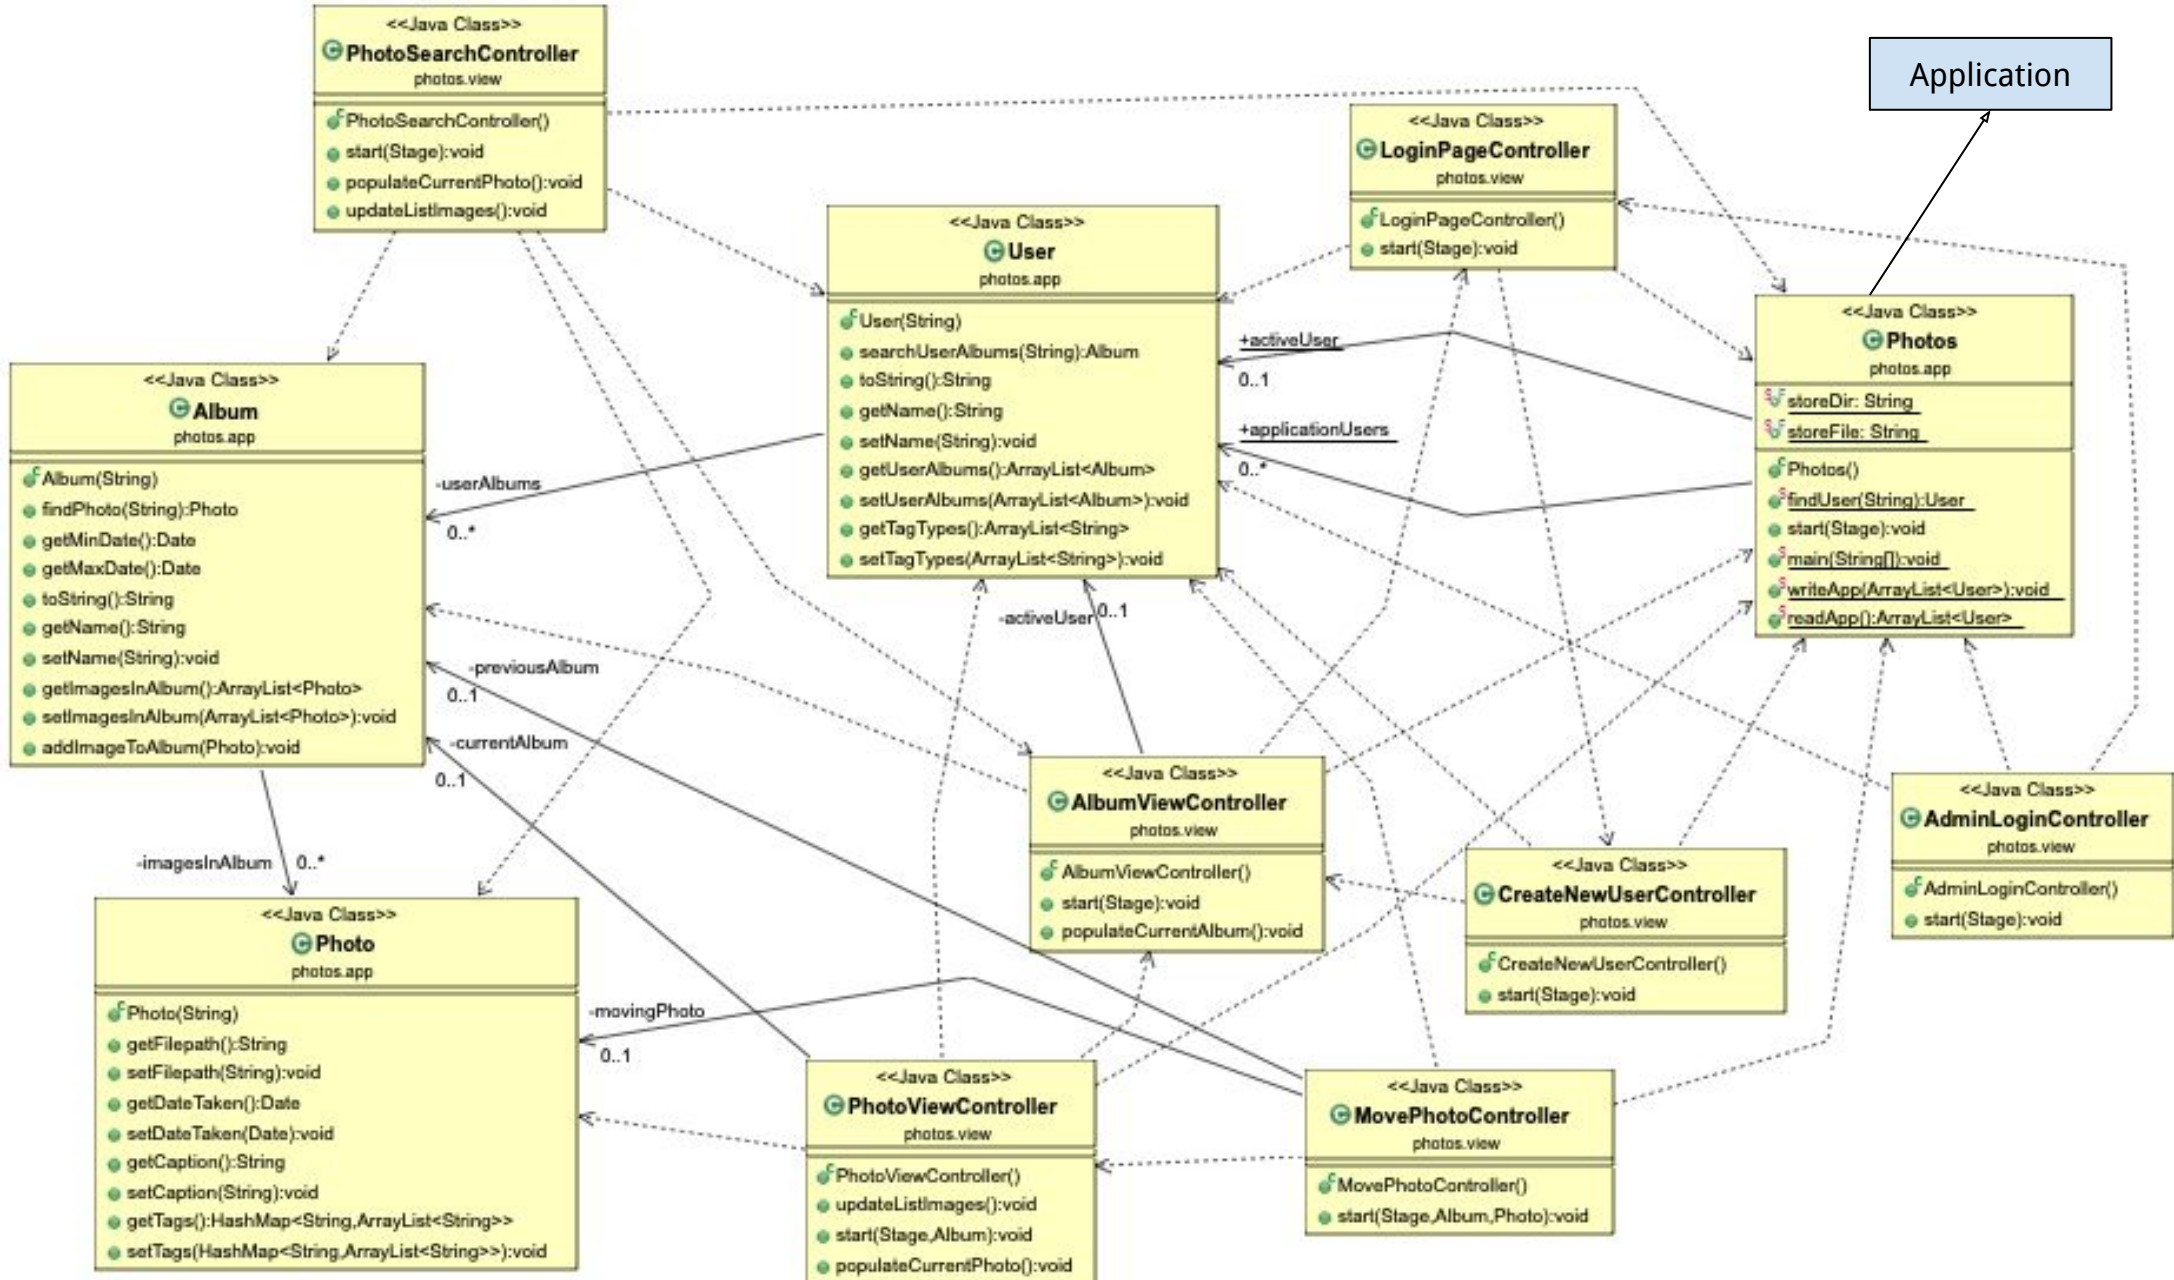 <<Java Class>>
PhotoSearchController
photos.view
PhotoSearchController()
start(Stage):void
populateCurrentPhoto():void
updateListImages():void
Application
<<Java Class>>
LoginPageController
photos.view
LoginPageController()
start(Stage):void
<<Java Class>>
User
photos.app
User(String)
searchUserAlbums(String):Album
toString():String
getName():String
setName(String):void
getUserAlbums():ArrayList<Album>
setUserAlbums(ArrayList<Album>):void
getTagTypes():ArrayList<String>
setTagTypes(ArrayList<String>):void
+activeUser
0..1
+applicationUsers
0..*
<<Java Class>>
Photos
photos.app
storeDir: String
storeFile: String
Photos()
findUser(String):User
start(Stage):void
main(String[]):void
writeApp(ArrayList<User>):void
readApp():ArrayList<User>
<<Java Class>>
Album
photos.app
Album(String)
findPhoto(String):Photo
getMinDate():Date
getMaxDate():Date
toString():String
getName():String
setName(String):void
getImagesInAlbum():ArrayList<Photo>
setImagesInAlbum(ArrayList<Photo>):void
addImageToAlbum(Photo):void
-userAlbums
0..*
-activeUser
0..1
-previousAlbum
0..1
-currentAlbum
0..1
-imagesInAlbum
0..*
<<Java Class>>
AlbumViewController
photos.view
AlbumViewController()
start(Stage):void
populateCurrentAlbum():void
<<Java Class>>
CreateNewUserController
photos.view
CreateNewUserController()
start(Stage):void
<<Java Class>>
AdminLoginController
photos.view
AdminLoginController()
start(Stage):void
<<Java Class>>
Photo
photos.app
Photo(String)
getFilepath():String
setFilepath(String):void
getDateTaken():Date
setDateTaken(Date):void
getCaption():String
setCaption(String):void
getTags():HashMap<String,ArrayList<String>>
setTags(HashMap<String,ArrayList<String>>):void
-movingPhoto
0..1
<<Java Class>>
PhotoViewController
photos.view
PhotoViewController()
updateListImages():void
start(Stage,Album):void
populateCurrentPhoto():void
<<Java Class>>
MovePhotoController
photos.view
MovePhotoController()
start(Stage,Album,Photo):void